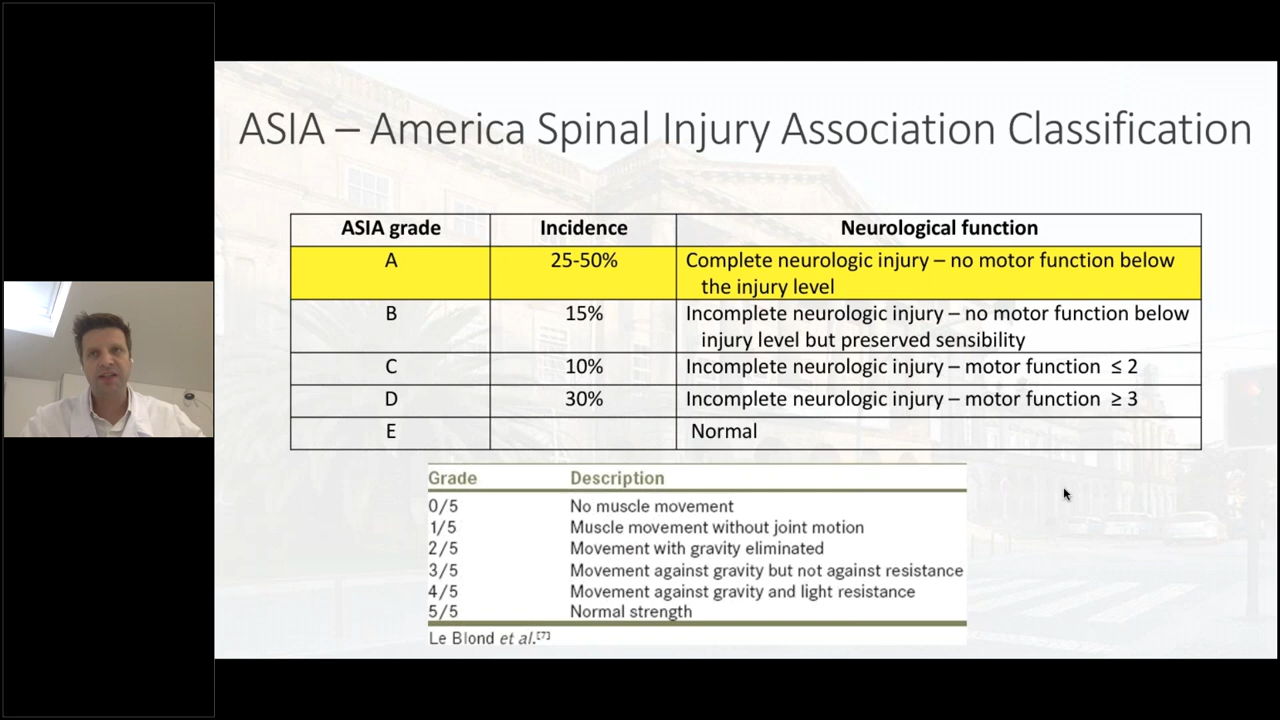 ASIA – America Spinal Injury Association Classification
ASIA grade Incidence Neurological function
A 25-50% Complete neurologic injury – no motor function below
the injury level
B 15% Incomplete neurologic injury – no motor function below
injury level but preserved sensibility
C 10% Incomplete neurologic injury – motor function ≤ 2
D 30% Incomplete neurologic injury – motor function ≥ 3
E Normal
Grade Description
0/5 No muscle movement
1/5 Muscle movement without joint motion
2/5 Movement with gravity eliminated
3/5 Movement against gravity but not against resistance
4/5 Movement against gravity and light resistance
5/5 Normal strength
Le Blond et al.[7]